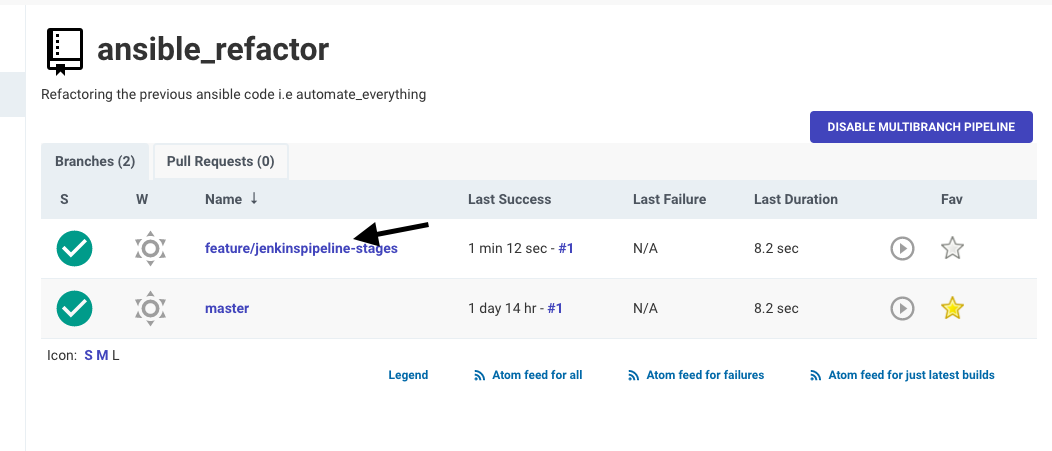 ansible_refactor
Refactoring the previous ansible code i.e automate_everything
DISABLE MULTIBRANCH PIPELINE
Branches (2) Pull Requests (0)
S W Name ↓ Last Success Last Failure Last Duration Fav
feature/jenkinspipeline-stages 1 min 12 sec - #1 N/A 8.2 sec
master 1 day 14 hr - #1 N/A 8.2 sec
Icon: S M L
Legend Atom feed for all Atom feed for failures Atom feed for just latest builds